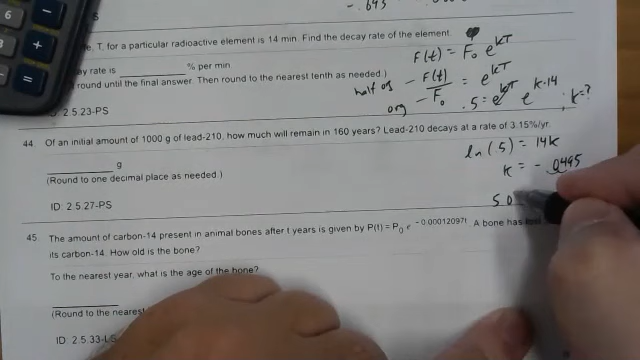 -.693
PS
e, T, for a particular radioactive element is 14 min. Find the decay rate of the element.
F(t) = F₀ e^kT
ay rate is % per min
round until the final answer. Then round to the nearest tenth as needed.)
half of - F(t) / org - F₀ = e^kT
.5 = e^kT e^k·14, k=?
2.5.23-PS
44. Of an initial amount of 1000 g of lead-210, how much will remain in 160 years? Lead-210 decays at a rate of 3.15%/yr.
ln(.5) = 14k
g
k = -.0495
(Round to one decimal place as needed.)
ID: 2.5.27-PS
5.0
45. The amount of carbon-14 present in animal bones after t years is given by P(t) = P₀ e^-0.00012097t. A bone has
its carbon-14. How old is the bone?
To the nearest year, what is the age of the bone?
(Round to the nearest
ID: 2.5.33-LS
6
5
+
=